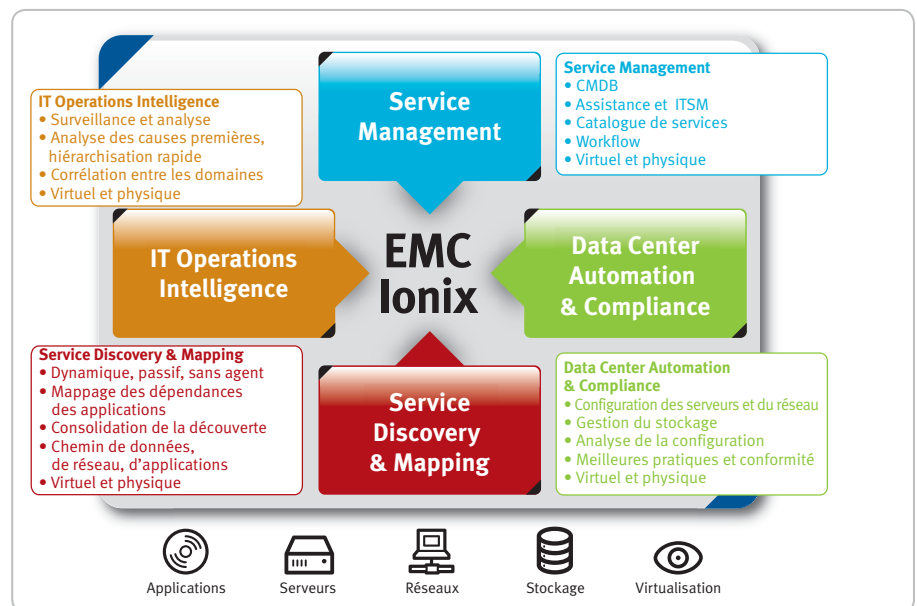 Service
Management
Service Management
• CMDB
• Assistance et ITSM
• Catalogue de services
• Workflow
• Virtuel et physique
IT Operations Intelligence
• Surveillance et analyse
• Analyse des causes premières,
hiérarchisation rapide
• Corrélation entre les domaines
• Virtuel et physique
IT Operations
Intelligence
EMC
Ionix
Data Center
Automation
& Compliance
Service Discovery & Mapping
• Dynamique, passif, sans agent
• Mappage des dépendances
des applications
• Consolidation de la découverte
• Chemin de données,
de réseau, d'applications
• Virtuel et physique
Service
Discovery
& Mapping
Data Center Automation
& Compliance
• Configuration des serveurs et du réseau
• Gestion du stockage
• Analyse de la configuration
• Meilleures pratiques et conformité
• Virtuel et physique
Applications
Serveurs
Réseaux
Stockage
Virtualisation